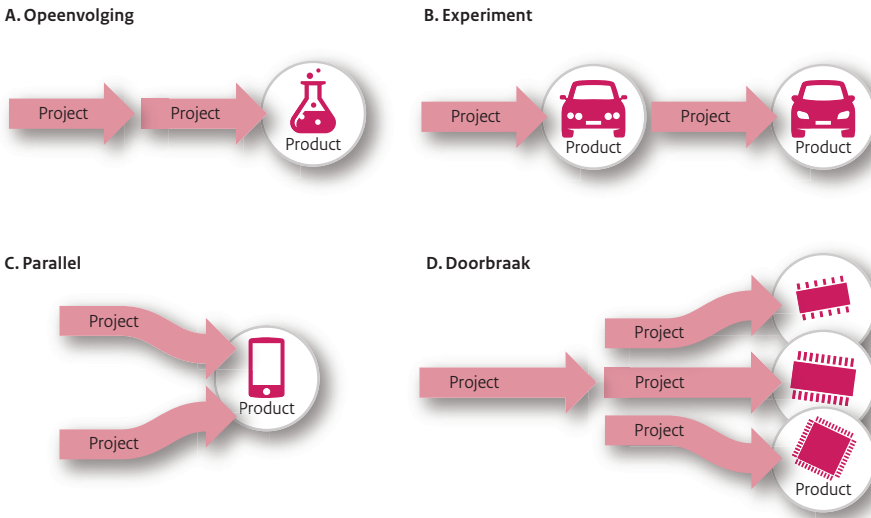 A. Opeenvolging
Project
Project
Product
B. Experiment
Project
Product
Project
Product
C. Parallel
Project
Project
Product
D. Doorbraak
Project
Project
Project
Project
Product